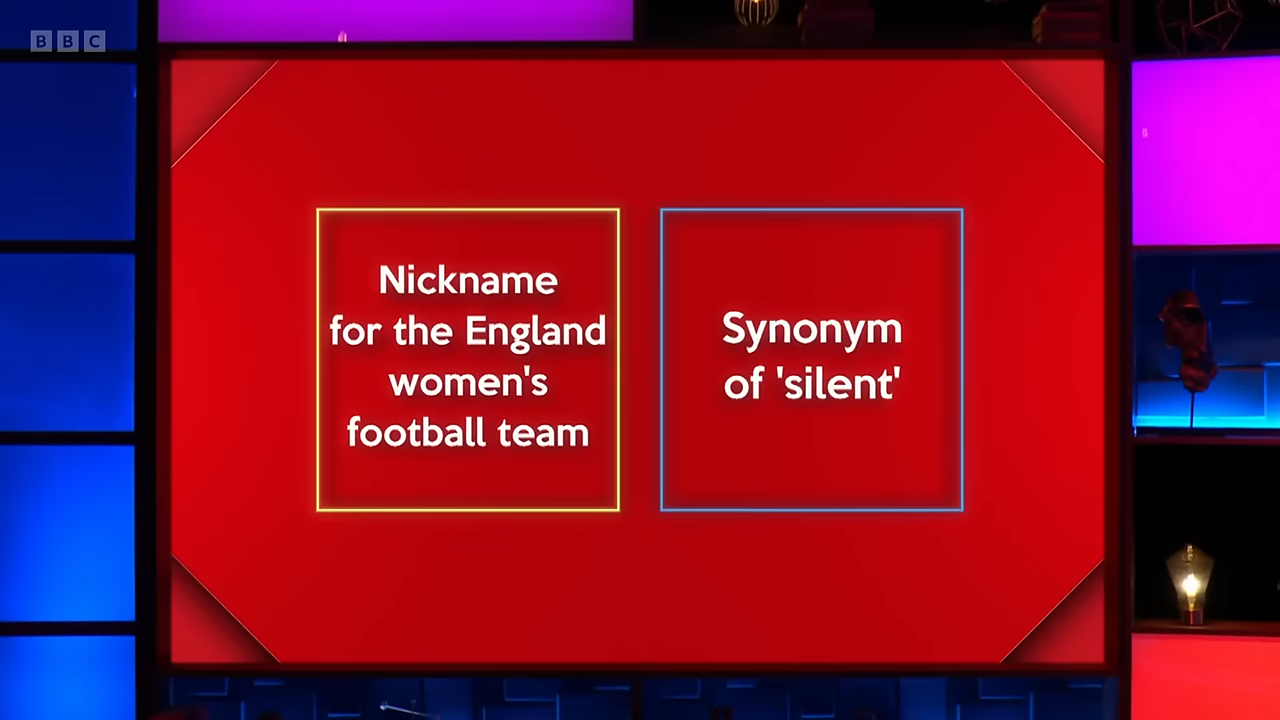 BBC
Nickname
for the England
women's
football team
Synonym
of 'silent'